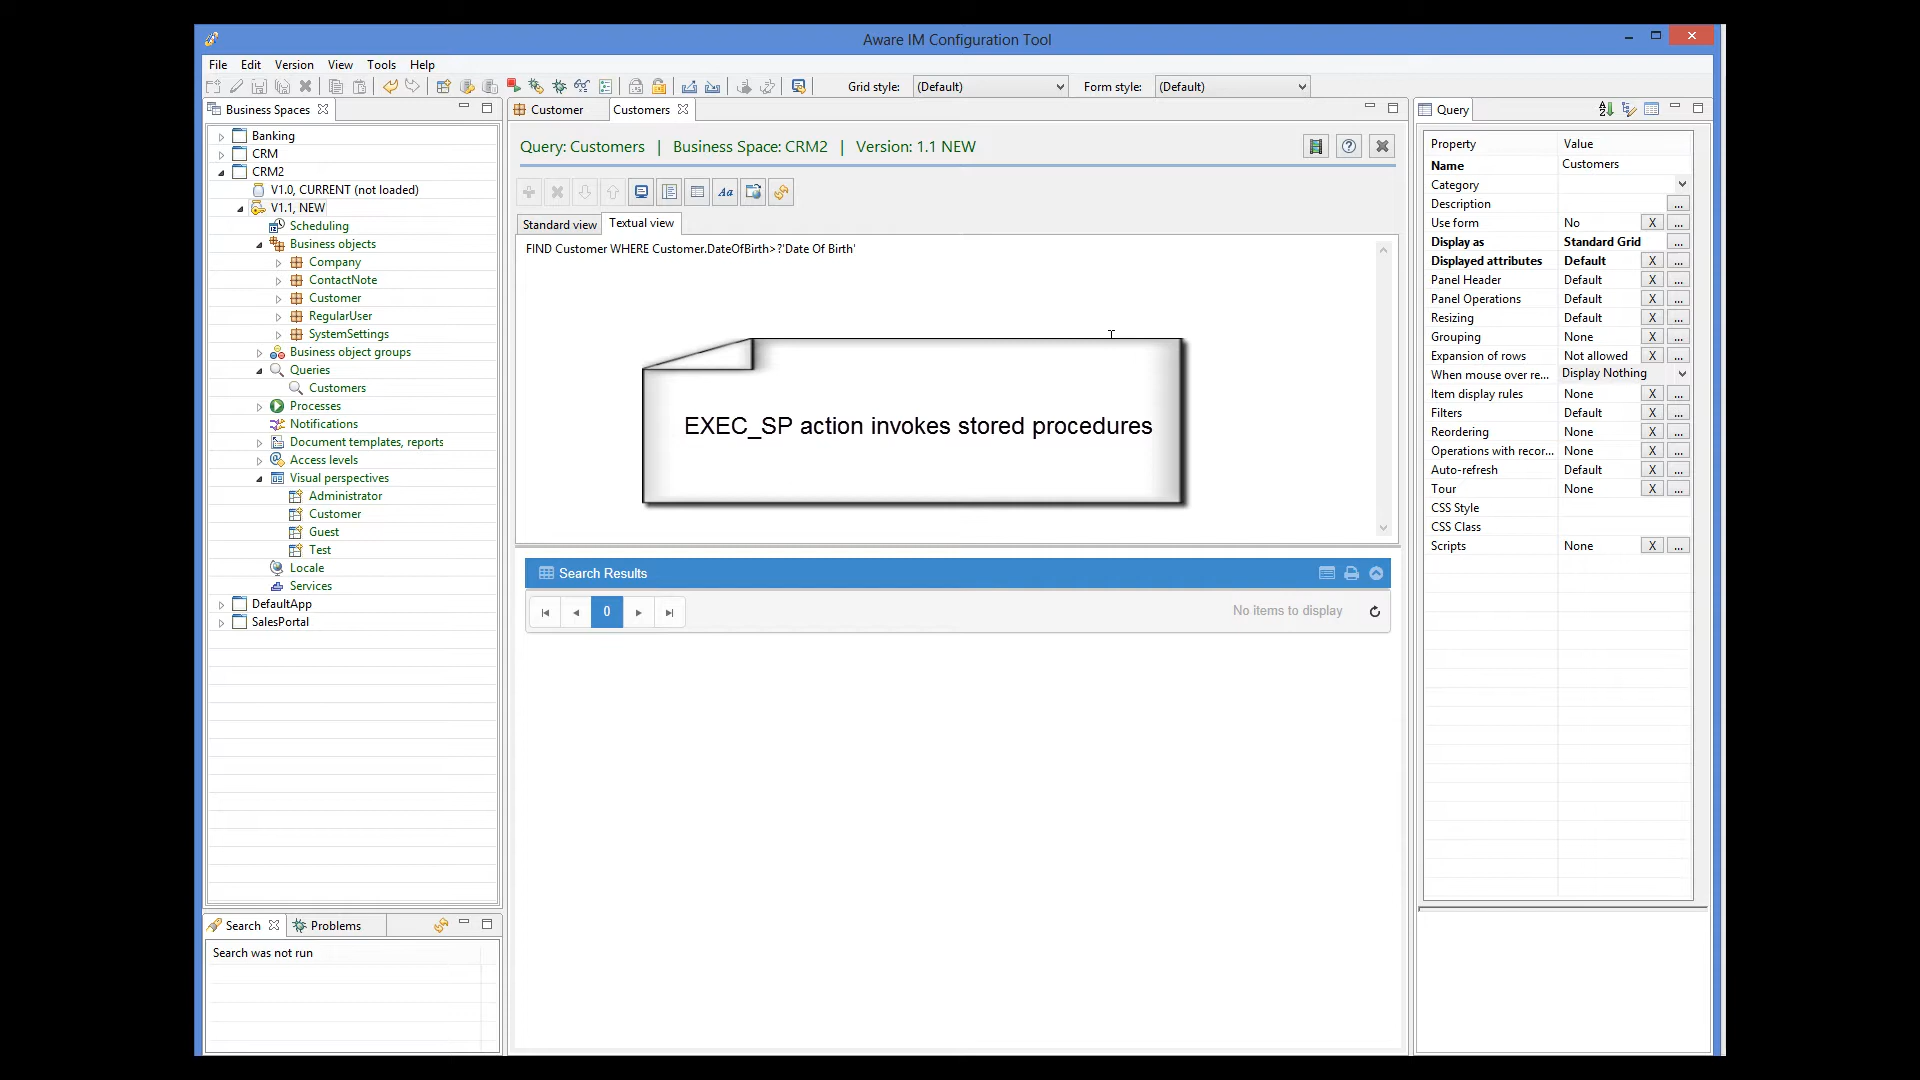 Aware IM Configuration Tool
File Edit Version View Tools Help
Grid style: (Default) Form style: (Default)
Business Spaces
Banking
CRM
CRM2
V1.0, CURRENT (not loaded)
V1.1, NEW
Scheduling
Business objects
Company
ContactNote
Customer
RegularUser
SystemSettings
Business object groups
Queries
Customers
Processes
Notifications
Document templates, reports
Access levels
Visual perspectives
Administrator
Customer
Guest
Test
Locale
Services
DefaultApp
SalesPortal
Search Problems
Search was not run
Customer Customers
Query: Customers | Business Space: CRM2 | Version: 1.1 NEW
Aa
Standard view Textual view
FIND Customer WHERE Customer.DateOfBirth>?'Date Of Birth'
EXEC_SP action invokes stored procedures
Search Results
0 No items to display
Query
Property Value
Name Customers
Category
Description ...
Use form No X ...
Display as Standard Grid ...
Displayed attributes Default X ...
Panel Header Default X ...
Panel Operations Default X ...
Resizing Default X ...
Grouping None X ...
Expansion of rows Not allowed X ...
When mouse over re... Display Nothing
Item display rules None X ...
Filters Default X ...
Reordering None X ...
Operations with recor... None X ...
Auto-refresh Default X ...
Tour None X ...
CSS Style
CSS Class
Scripts None X ...